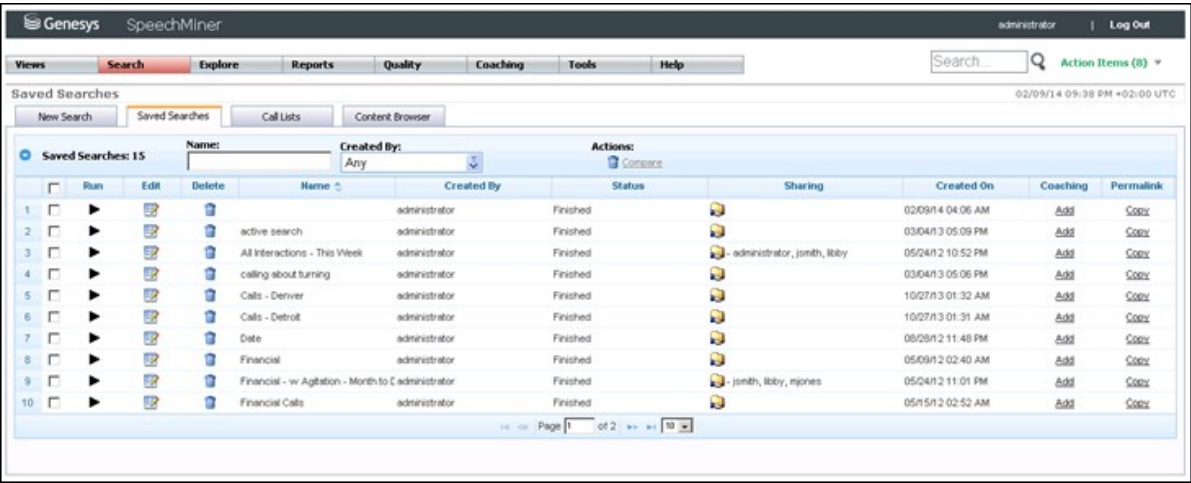 Genesys SpeechMiner administrator | Log Out
Views Search Explore Reports Quality Coaching Tools Help Search... Action Items (8)
Saved Searches 02/09/14 09:38 PM +02:00 UTC
New Search Saved Searches Call Lists Content Browser
Saved Searches: 15 Name: Created By: Any Actions: Compare
Run Edit Delete Name Created By Status Sharing Created On Coaching Permalink
1 administrator Finished 02/09/14 04:06 AM Add Copy
2 active search administrator Finished 03/04/13 05:09 PM Add Copy
3 All Interactions - This Week administrator Finished - administrator, jsmith, libby 05/24/12 10:52 PM Add Copy
4 calling about turning administrator Finished 03/04/13 05:06 PM Add Copy
5 Calls - Denver administrator Finished 10/27/13 01:32 AM Add Copy
6 Calls - Detroit administrator Finished 10/27/13 01:31 AM Add Copy
7 Date administrator Finished 08/28/12 11:48 PM Add Copy
8 Financial administrator Finished 05/09/12 02:40 AM Add Copy
9 Financial - w Agitation - Month to D administrator Finished - jsmith, libby, mjones 05/24/12 11:01 PM Add Copy
10 Financial Calls administrator Finished 05/15/12 02:52 AM Add Copy
Page 1 of 2 10